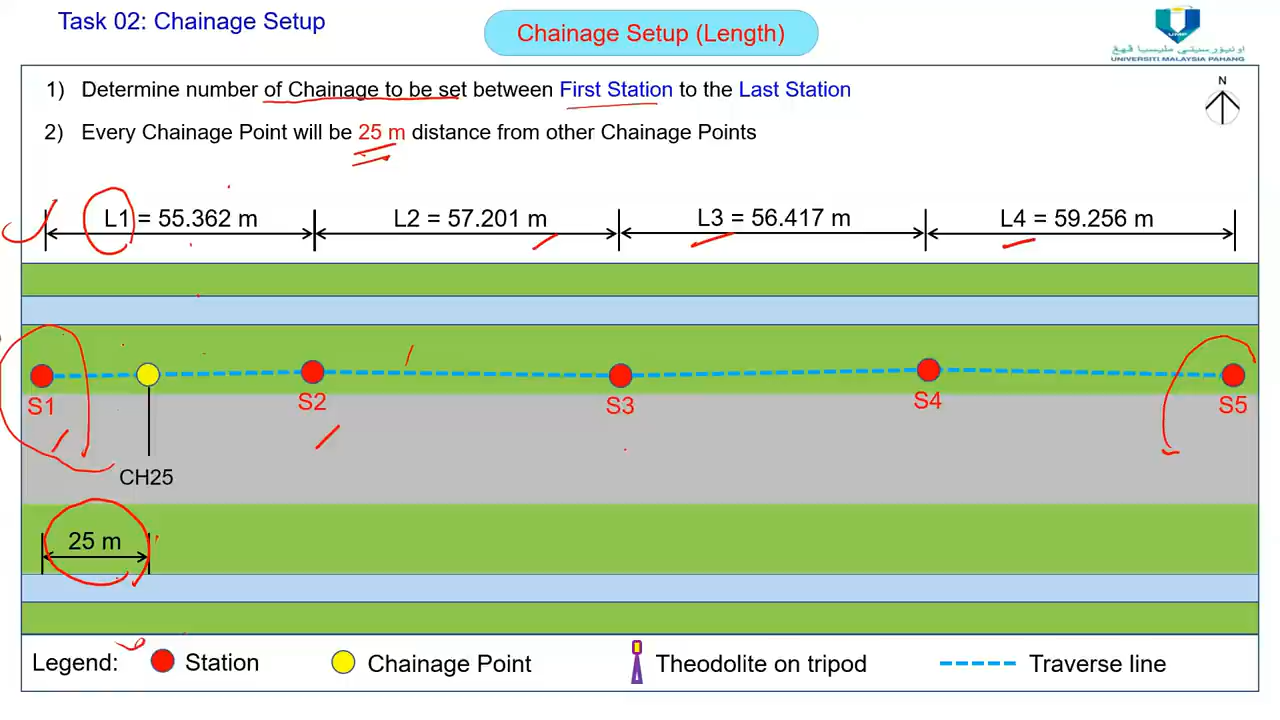 Task 02: Chainage Setup
Chainage Setup (Length)
UMP
اونيۏرسيتي مليسيا ڤهڠ
UNIVERSITI MALAYSIA PAHANG
1) Determine number of Chainage to be set between First Station to the Last Station
N
2) Every Chainage Point will be 25 m distance from other Chainage Points
L1 = 55.362 m
L2 = 57.201 m
L3 = 56.417 m
L4 = 59.256 m
S1
S2
S3
S4
S5
CH25
25 m
Legend:
Station
Chainage Point
Theodolite on tripod
Traverse line